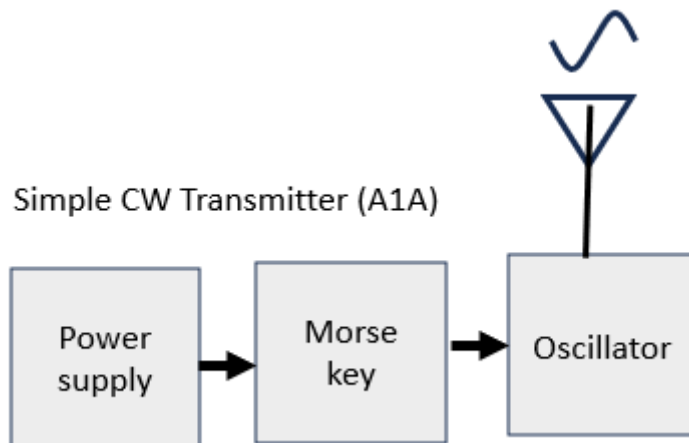 Simple CW Transmitter (A1A)
Power
supply
Morse
key
Oscillator